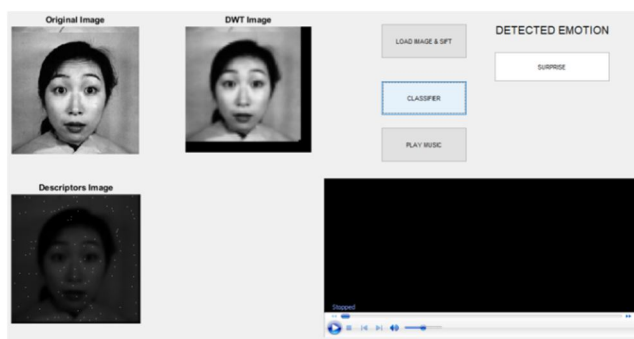 Original Image
DWT Image
LOAD IMAGE & SIFT
DETECTED EMOTION
SURPRISE
CLASSIFIER
PLAY MUSIC
Descriptors Image
Stopped